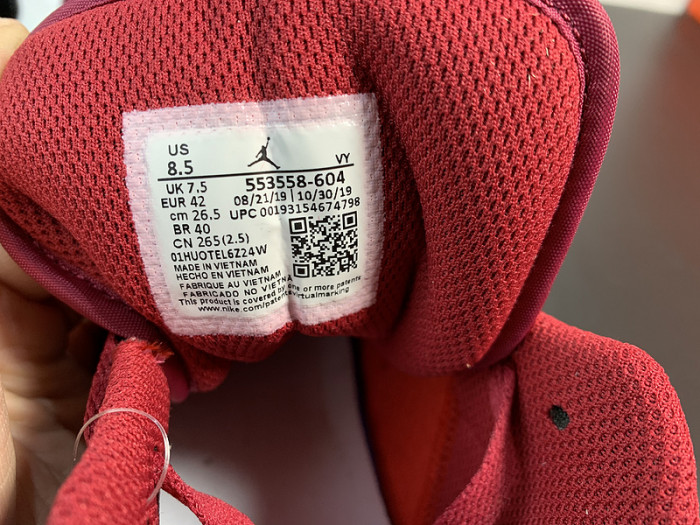 US
8.5
VY
UK 7.5 553558-604
EUR 42 08/21/19 | 10/30/19
cm 26.5 UPC 00193154674798
BR 40
CN 265(2.5)
01HUOTEL6Z24W
MADE IN VIETNAM
HECHO EN VIETNAM
FABRIQUE AU VIETNAM
FABRICADO NO VIETNA
This product is covered by one or more patents
www.nike.com/patents virtualmarking